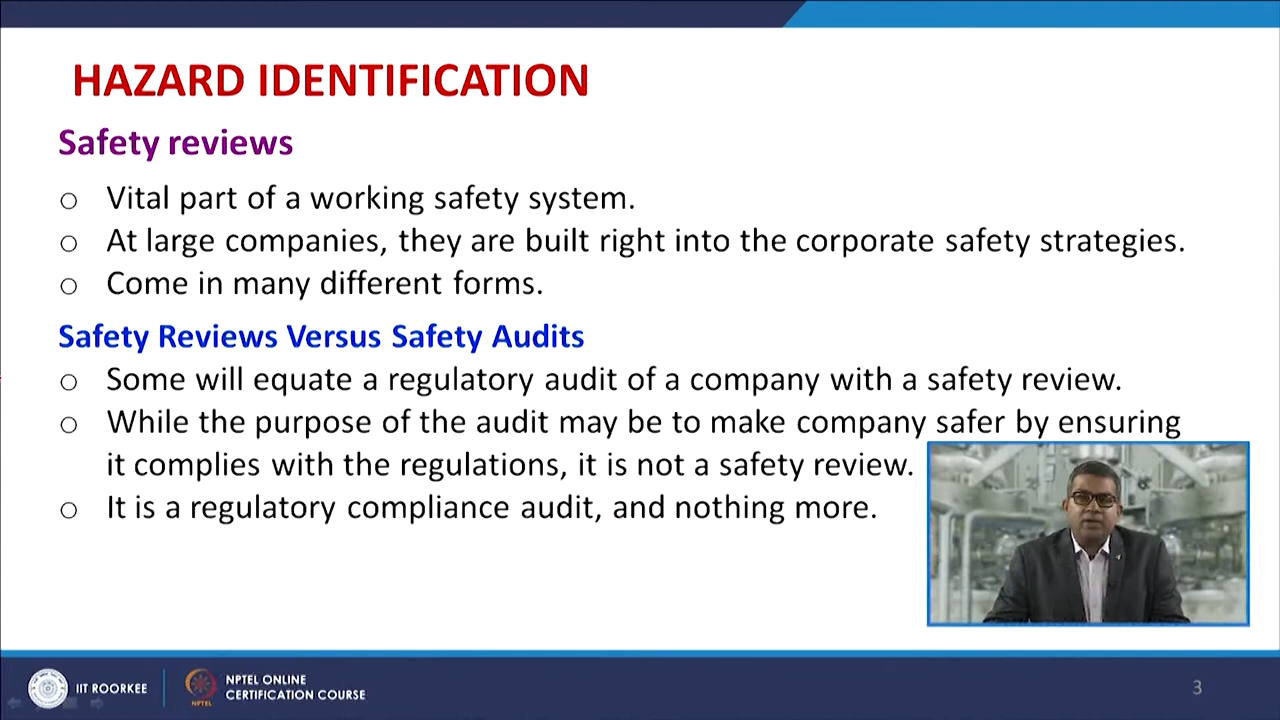 HAZARD IDENTIFICATION
Safety reviews
o Vital part of a working safety system.
o At large companies, they are built right into the corporate safety strategies.
o Come in many different forms.
Safety Reviews Versus Safety Audits
o Some will equate a regulatory audit of a company with a safety review.
o While the purpose of the audit may be to make company safer by ensuring
it complies with the regulations, it is not a safety review.
o It is a regulatory compliance audit, and nothing more.
IIT ROORKEE
NPTEL
NPTEL ONLINE
CERTIFICATION COURSE
3